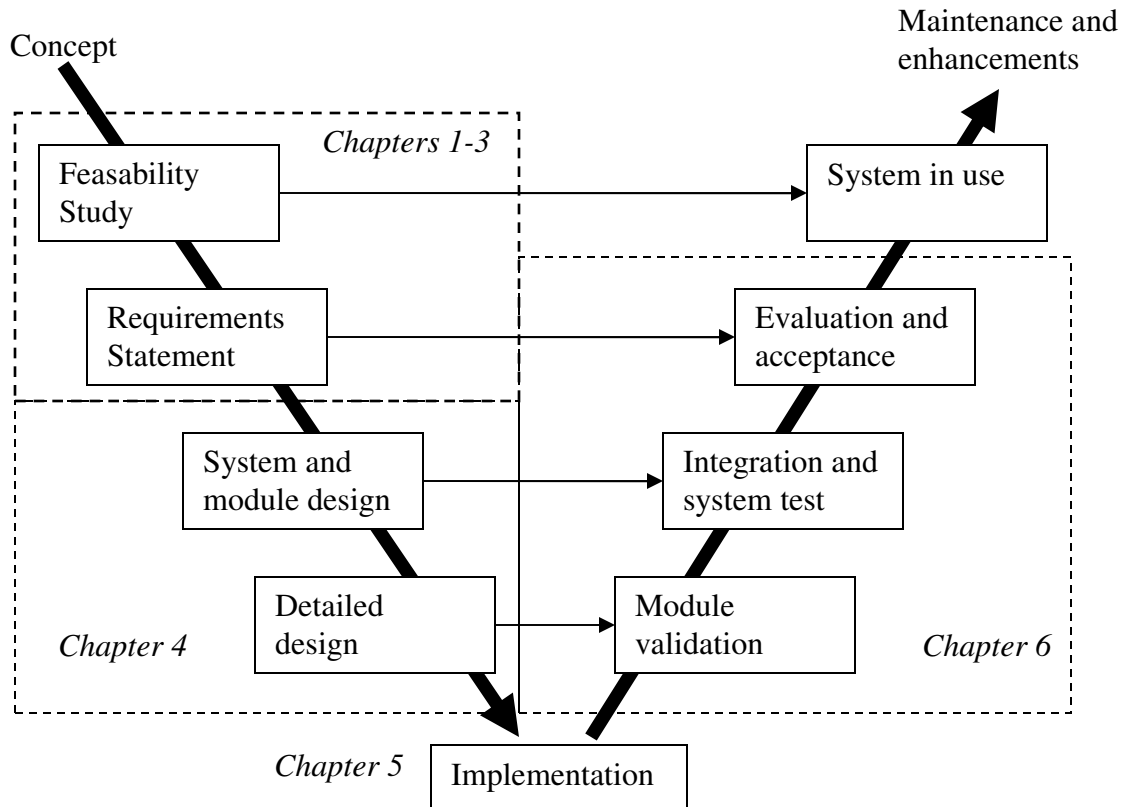 Maintenance and
enhancements
Concept
Chapters 1-3
Feasability
Study
System in use
Requirements
Statement
Evaluation and
acceptance
System and
module design
Integration and
system test
Detailed
design
Module
validation
Chapter 4
Chapter 6
Chapter 5
Implementation